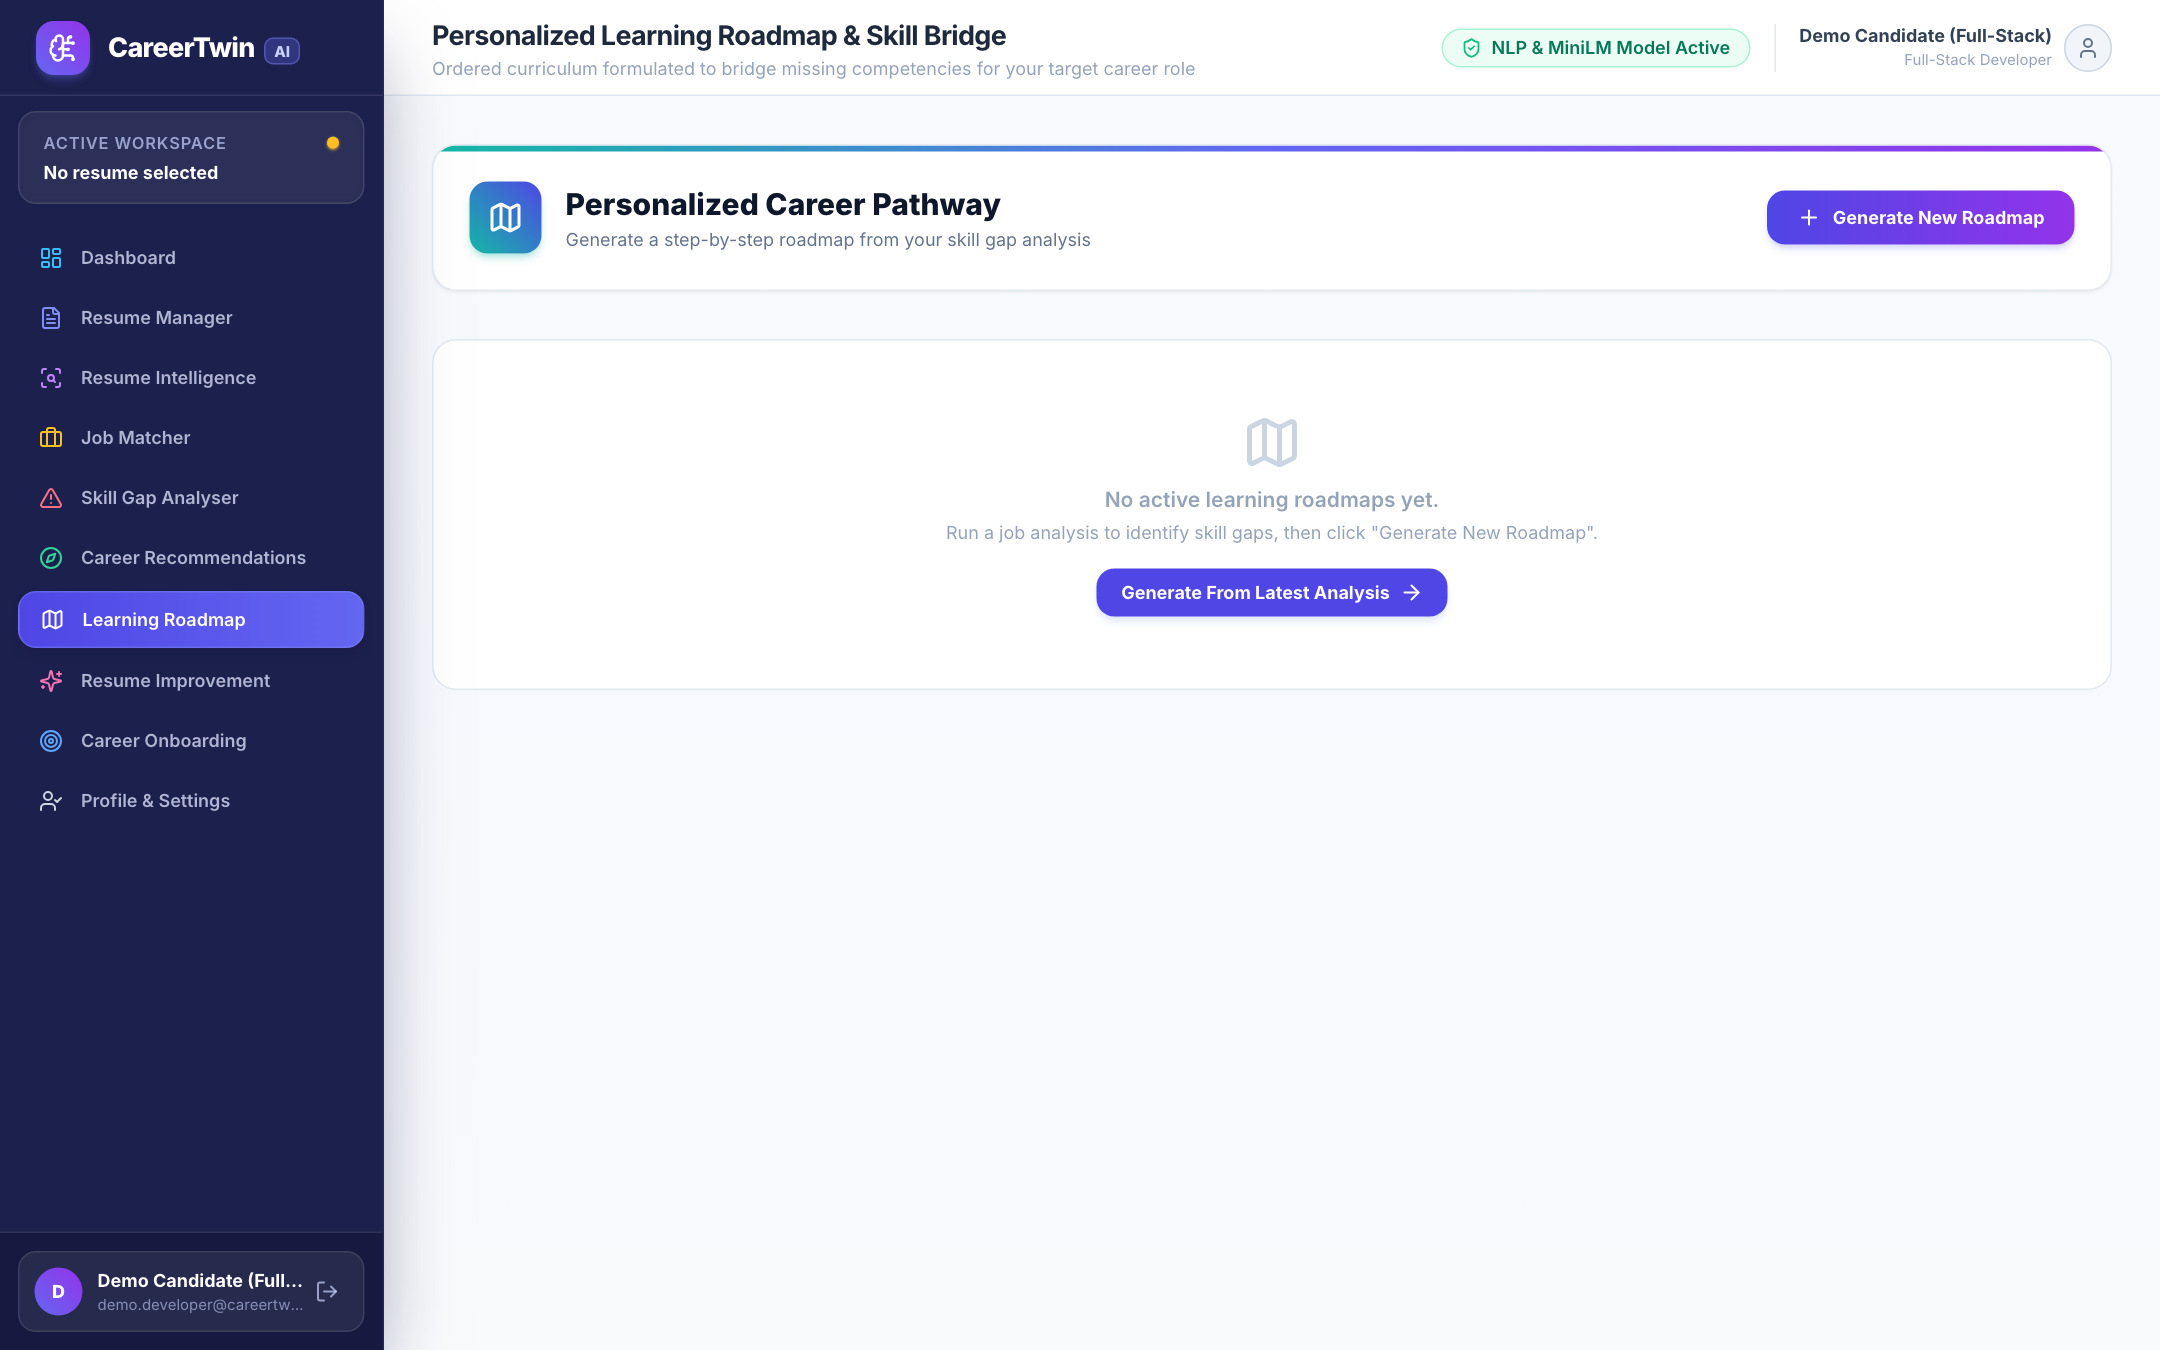 CareerTwin AI
ACTIVE WORKSPACE
No resume selected
Dashboard
Resume Manager
Resume Intelligence
Job Matcher
Skill Gap Analyser
Career Recommendations
Learning Roadmap
Resume Improvement
Career Onboarding
Profile & Settings
D
Demo Candidate (Full...
demo.developer@careertw...
Personalized Learning Roadmap & Skill Bridge
Ordered curriculum formulated to bridge missing competencies for your target career role
NLP & MiniLM Model Active
Demo Candidate (Full-Stack)
Full-Stack Developer
Personalized Career Pathway
Generate a step-by-step roadmap from your skill gap analysis
Generate New Roadmap
No active learning roadmaps yet.
Run a job analysis to identify skill gaps, then click "Generate New Roadmap".
Generate From Latest Analysis